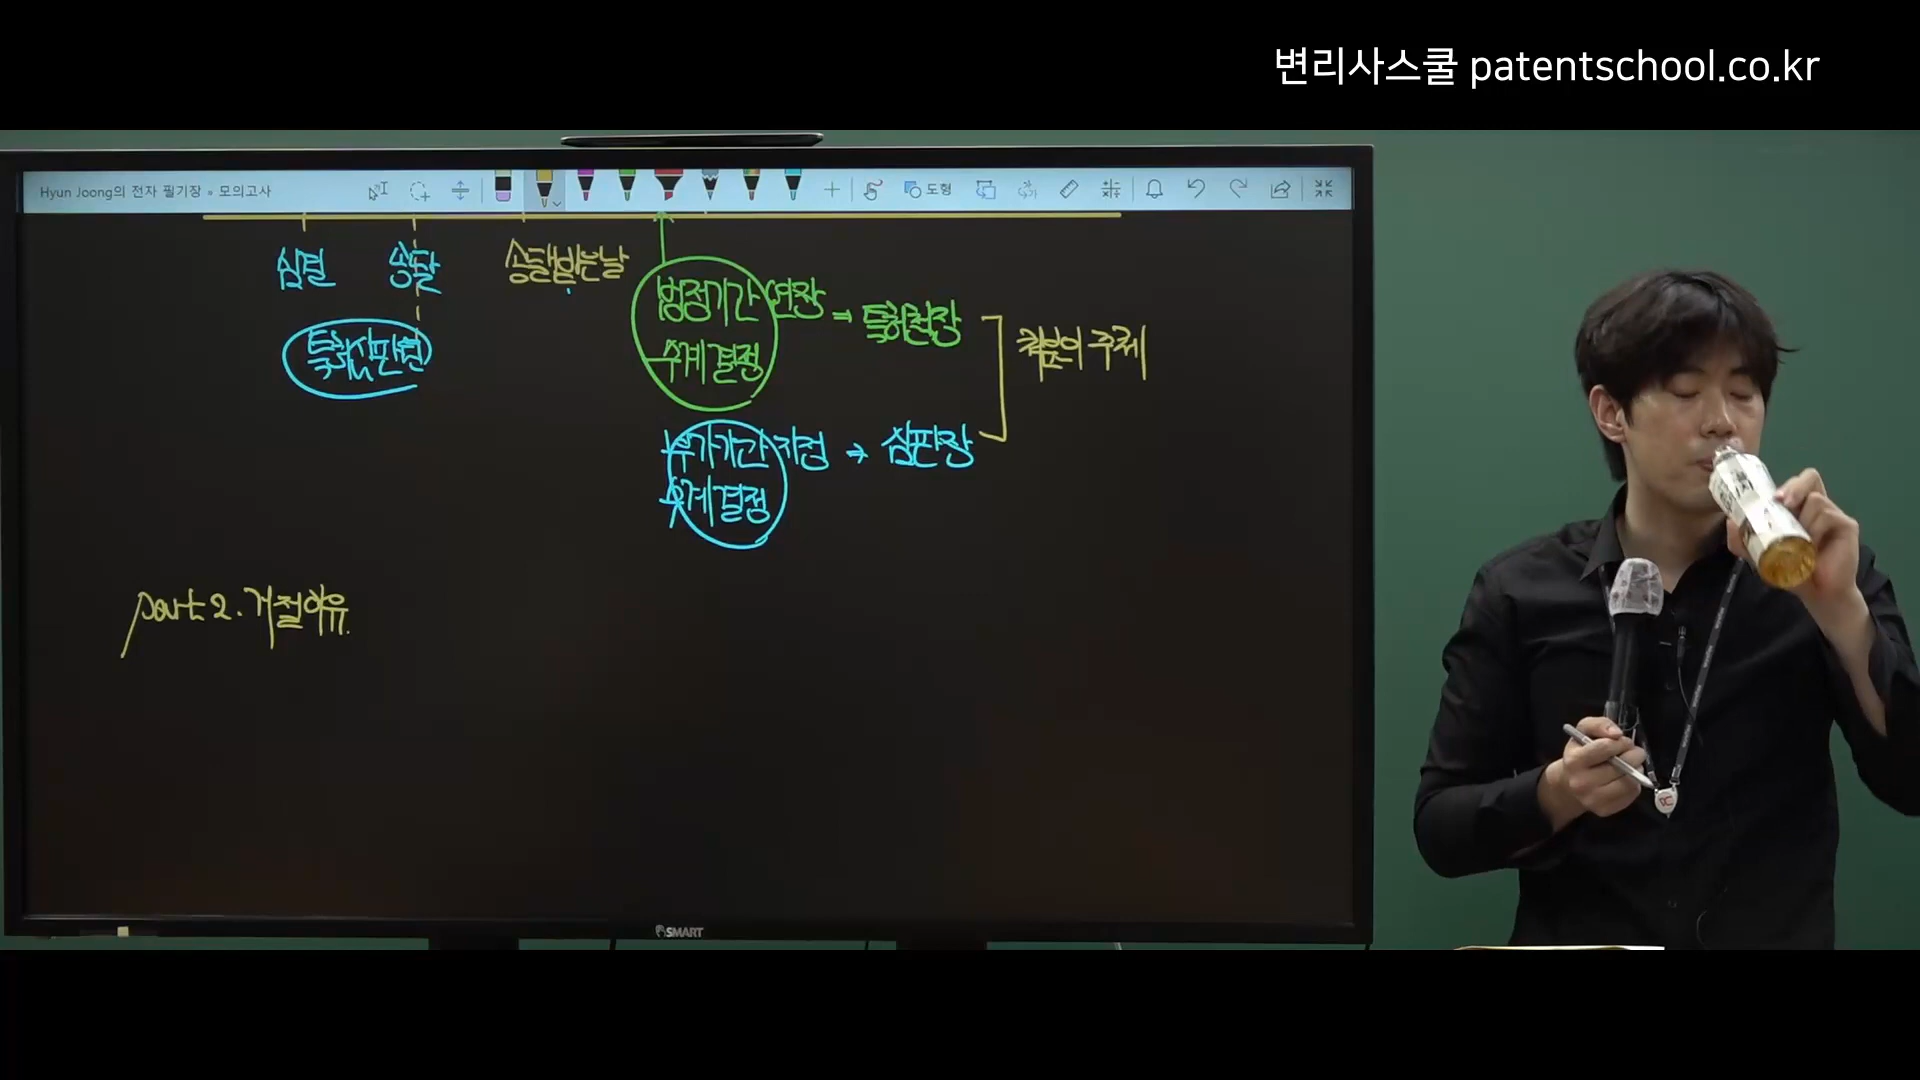 변리사스쿨 patentschool.co.kr
Hyun Joong의 전자 필기장 - 모의고사
도형
심결 송달 송달받은날
특허심판원
법정기간 연장 → 특허청장
수계 결정
처분의 주체
부가기간 지정 → 심판장
수계 결정
part 2. 거절이유.
SMART